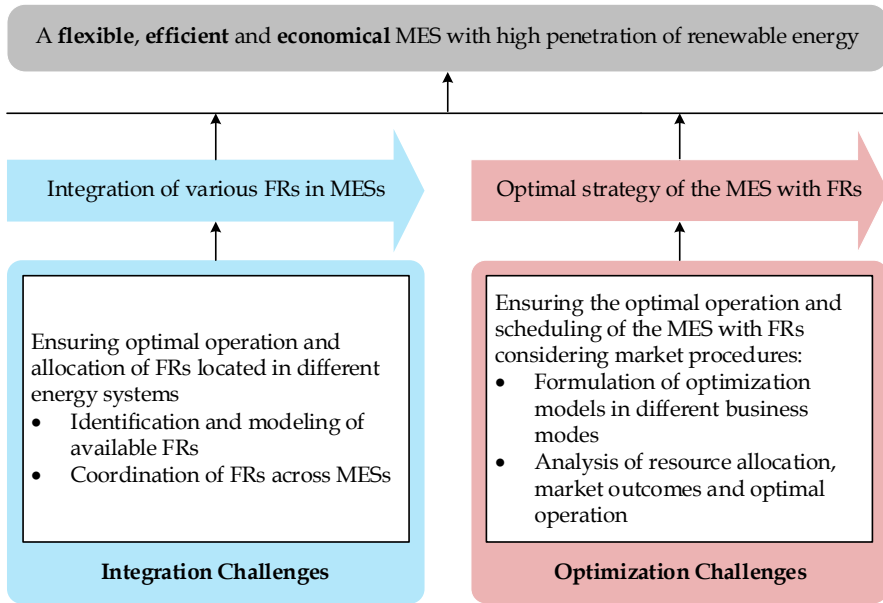 A flexible, efficient and economical MES with high penetration of renewable energy
Integration of various FRs in MESs
Optimal strategy of the MES with FRs
Ensuring optimal operation and
allocation of FRs located in different
energy systems
• Identification and modeling of
available FRs
• Coordination of FRs across MESs
Integration Challenges
Ensuring the optimal operation and
scheduling of the MES with FRs
considering market procedures:
• Formulation of optimization
models in different business
modes
• Analysis of resource allocation,
market outcomes and optimal
operation
Optimization Challenges